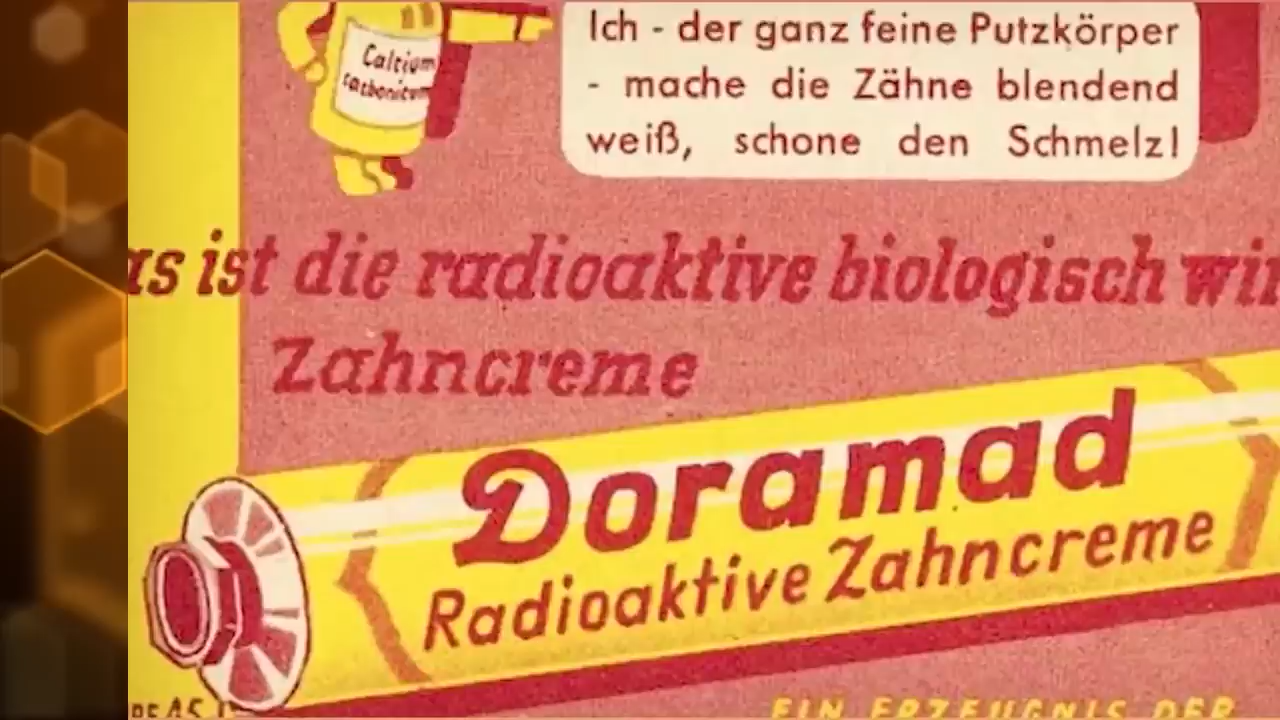 Calcium
carbonicum
Ich - der ganz feine Putzkörper
- mache die Zähne blendend
weiß, schone den Schmelz!
as ist die radioaktive biologisch wir
Zahncreme
Doramad
Radioaktive Zahncreme
EIN ERZEUGNIS DER